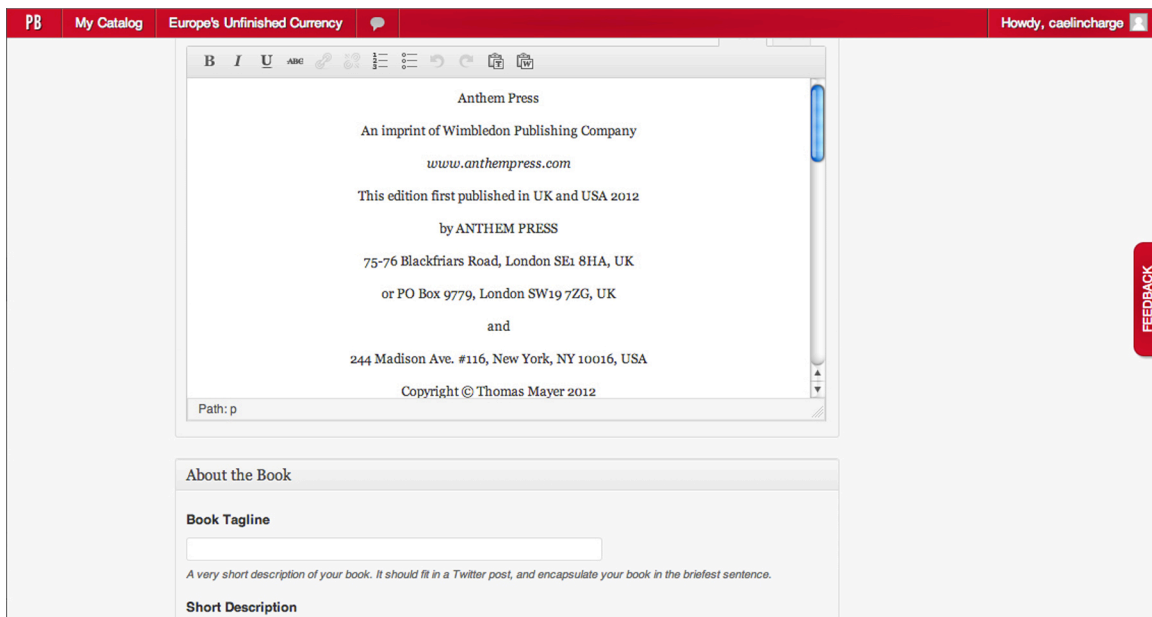 PB My Catalog Europe's Unfinished Currency Howdy, caelincharge
B I U ABC T W
Anthem Press
An imprint of Wimbledon Publishing Company
www.anthempress.com
This edition first published in UK and USA 2012
by ANTHEM PRESS
75-76 Blackfriars Road, London SE1 8HA, UK
or PO Box 9779, London SW19 7ZG, UK
and
244 Madison Ave. #116, New York, NY 10016, USA
Copyright © Thomas Mayer 2012
Path: p
FEEDBACK
About the Book
Book Tagline
A very short description of your book. It should fit in a Twitter post, and encapsulate your book in the briefest sentence.
Short Description